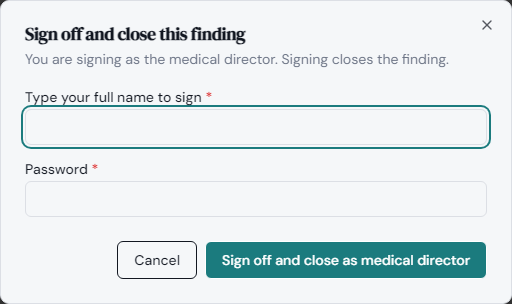 Sign off and close this finding
You are signing as the medical director. Signing closes the finding.
Type your full name to sign *
Password *
Cancel
Sign off and close as medical director